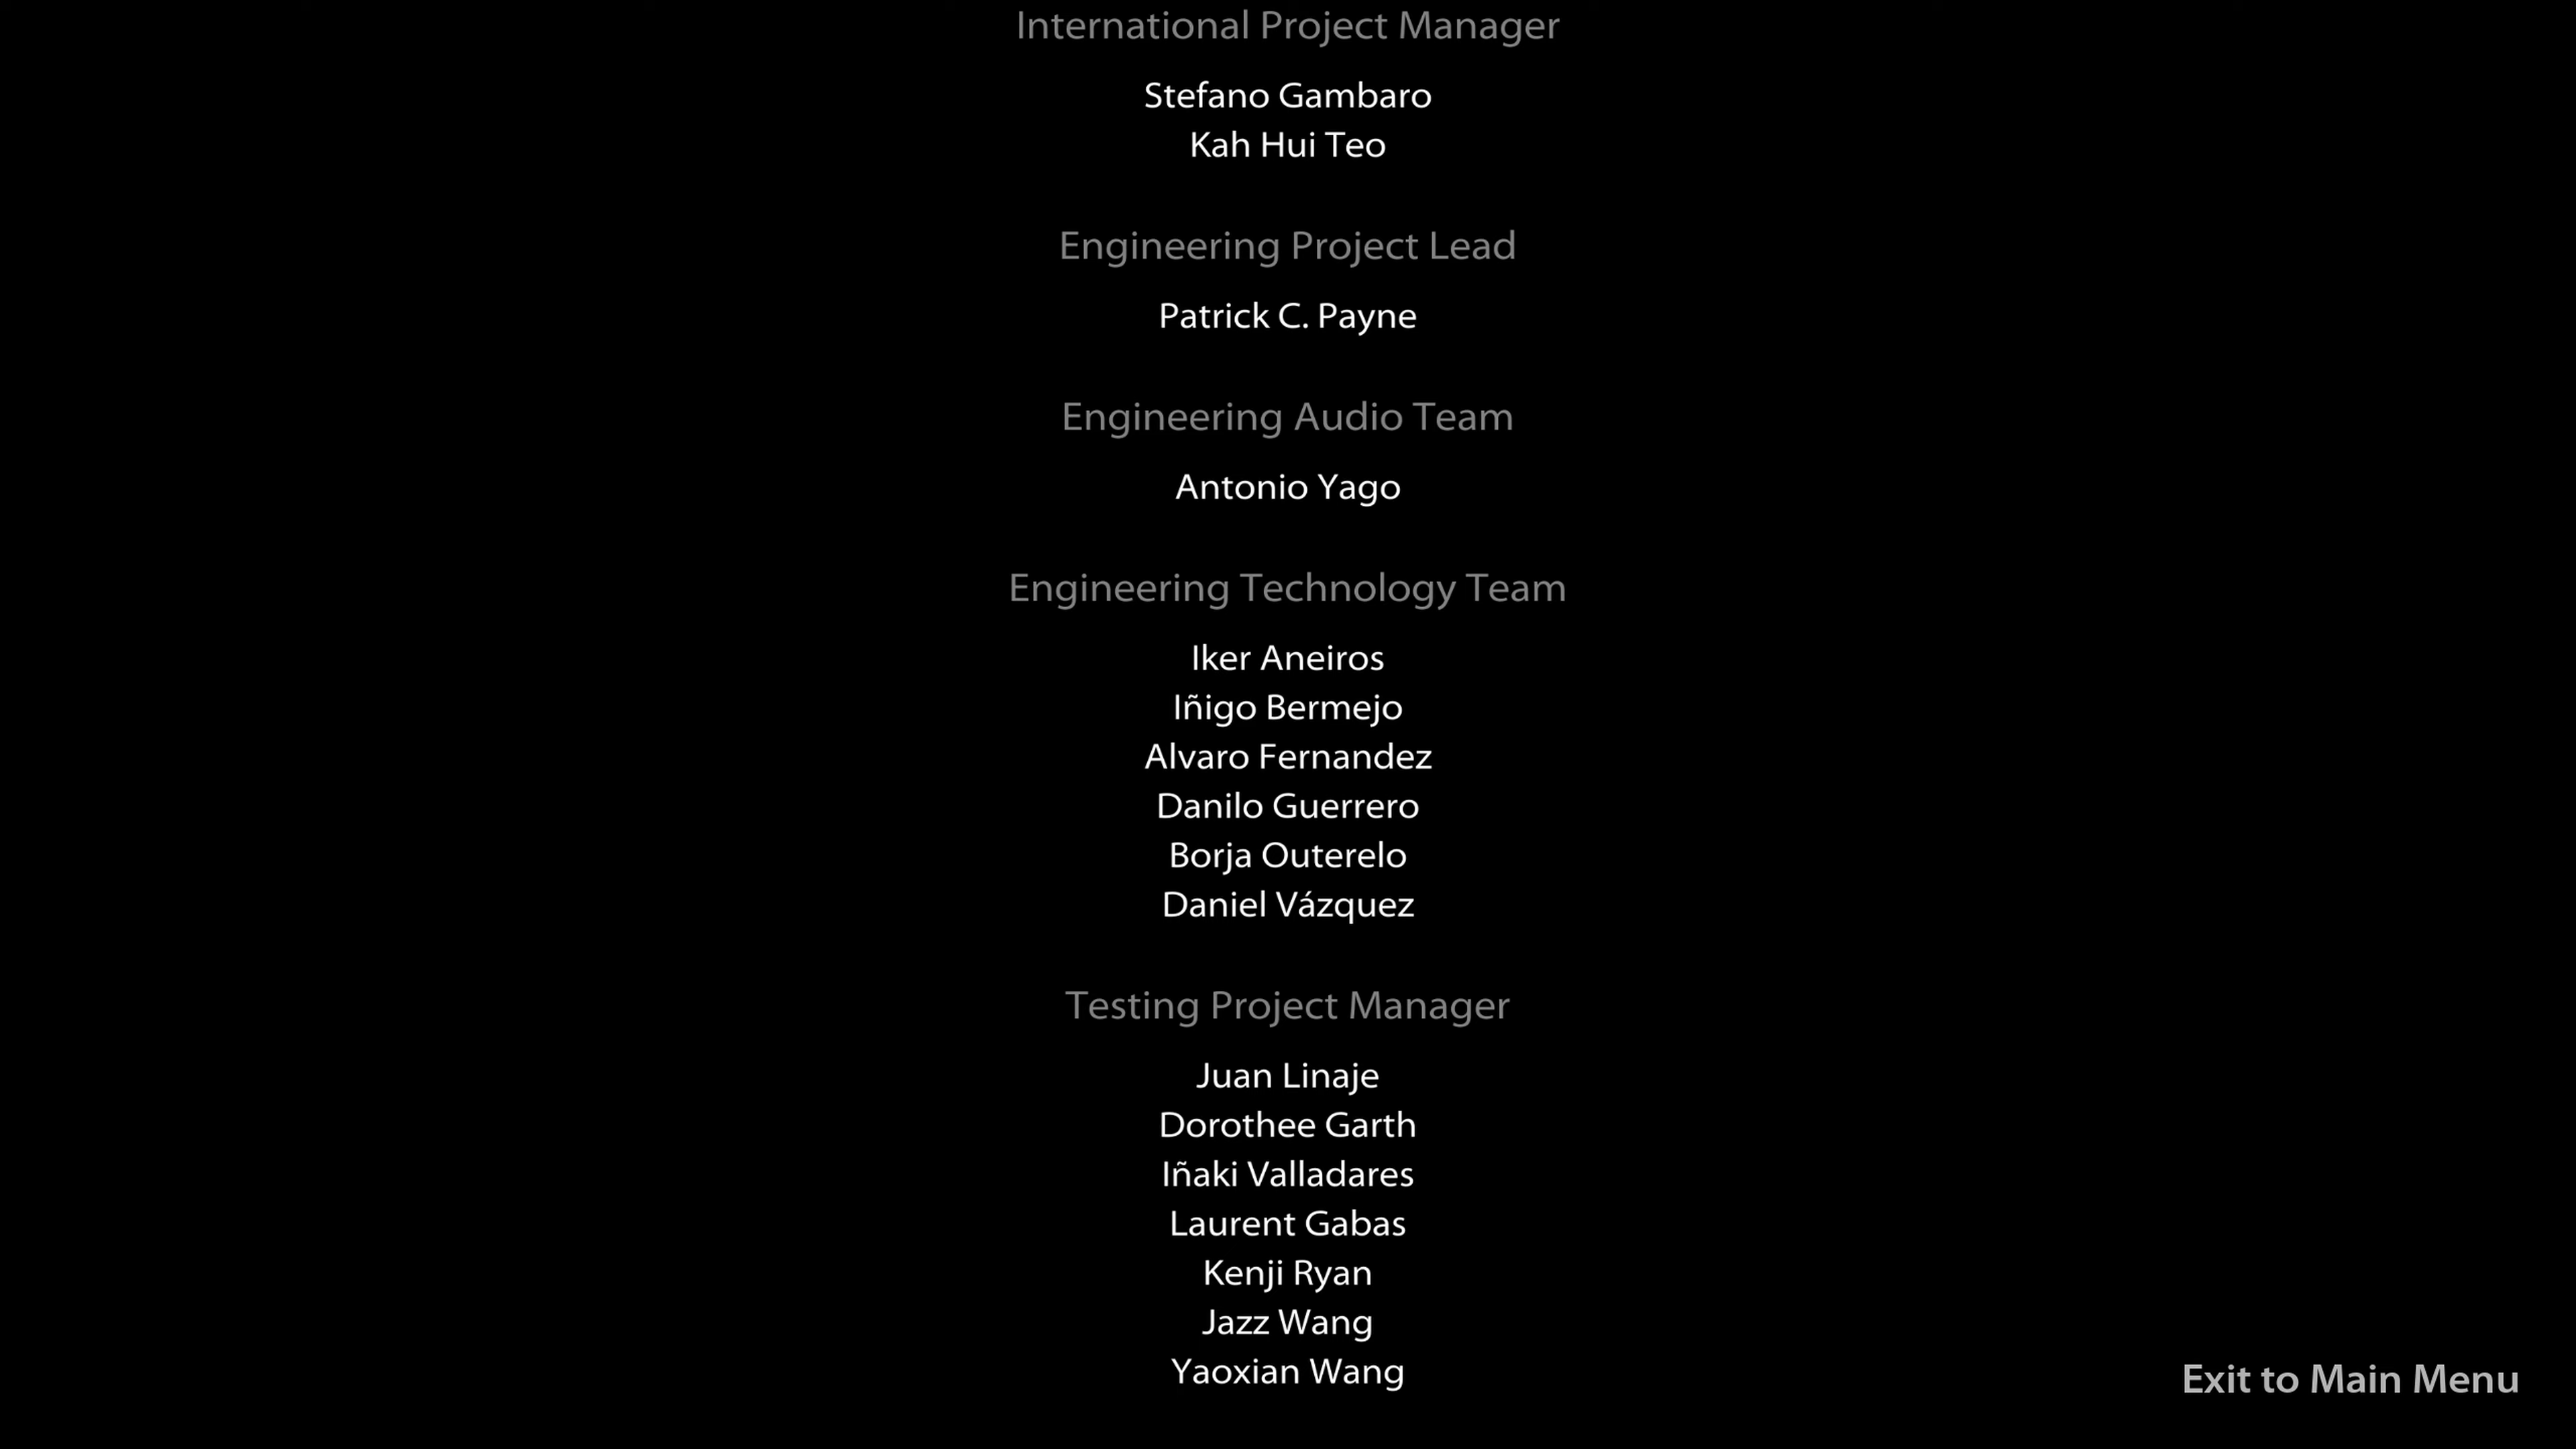 International Project Manager
Stefano Gambaro
Kah Hui Teo
Engineering Project Lead
Patrick C. Payne
Engineering Audio Team
Antonio Yago
Engineering Technology Team
Iker Aneiros
Iñigo Bermejo
Alvaro Fernandez
Danilo Guerrero
Borja Outerelo
Daniel Vázquez
Testing Project Manager
Juan Linaje
Dorothee Garth
Iñaki Valladares
Laurent Gabas
Kenji Ryan
Jazz Wang
Yaoxian Wang
Exit to Main Menu